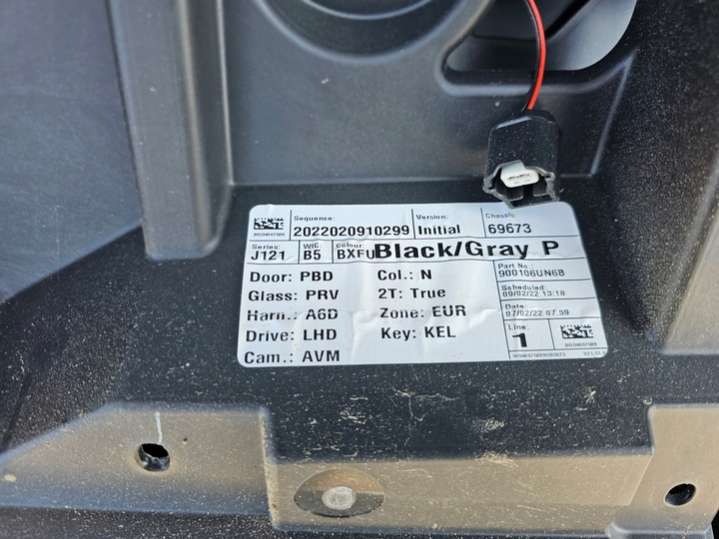 Sequence: Version: Chassis:
2022020910299 Initial 69673
Series: WIC Colour:
J121 B5 BXFU Black/Gray P
Door: PBD Col.: N Part No.:
900106UN6B
Glass: PRV 2T: True Scheduled:
09/02/22 13:18
Harn.: A6D Zone: EUR Date:
07/02/22 07:59
Drive: LHD Key: KEL Line:
1
Cam.: AVM